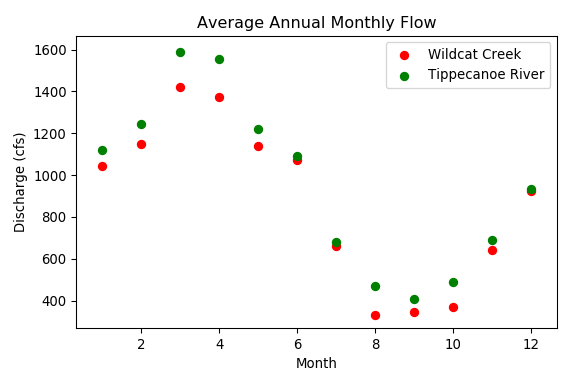 Average Annual Monthly Flow
Wildcat Creek
Tippecanoe River
Discharge (cfs)
1600
1400
1200
1000
800
600
400
2 4 6 8 10 12
Month